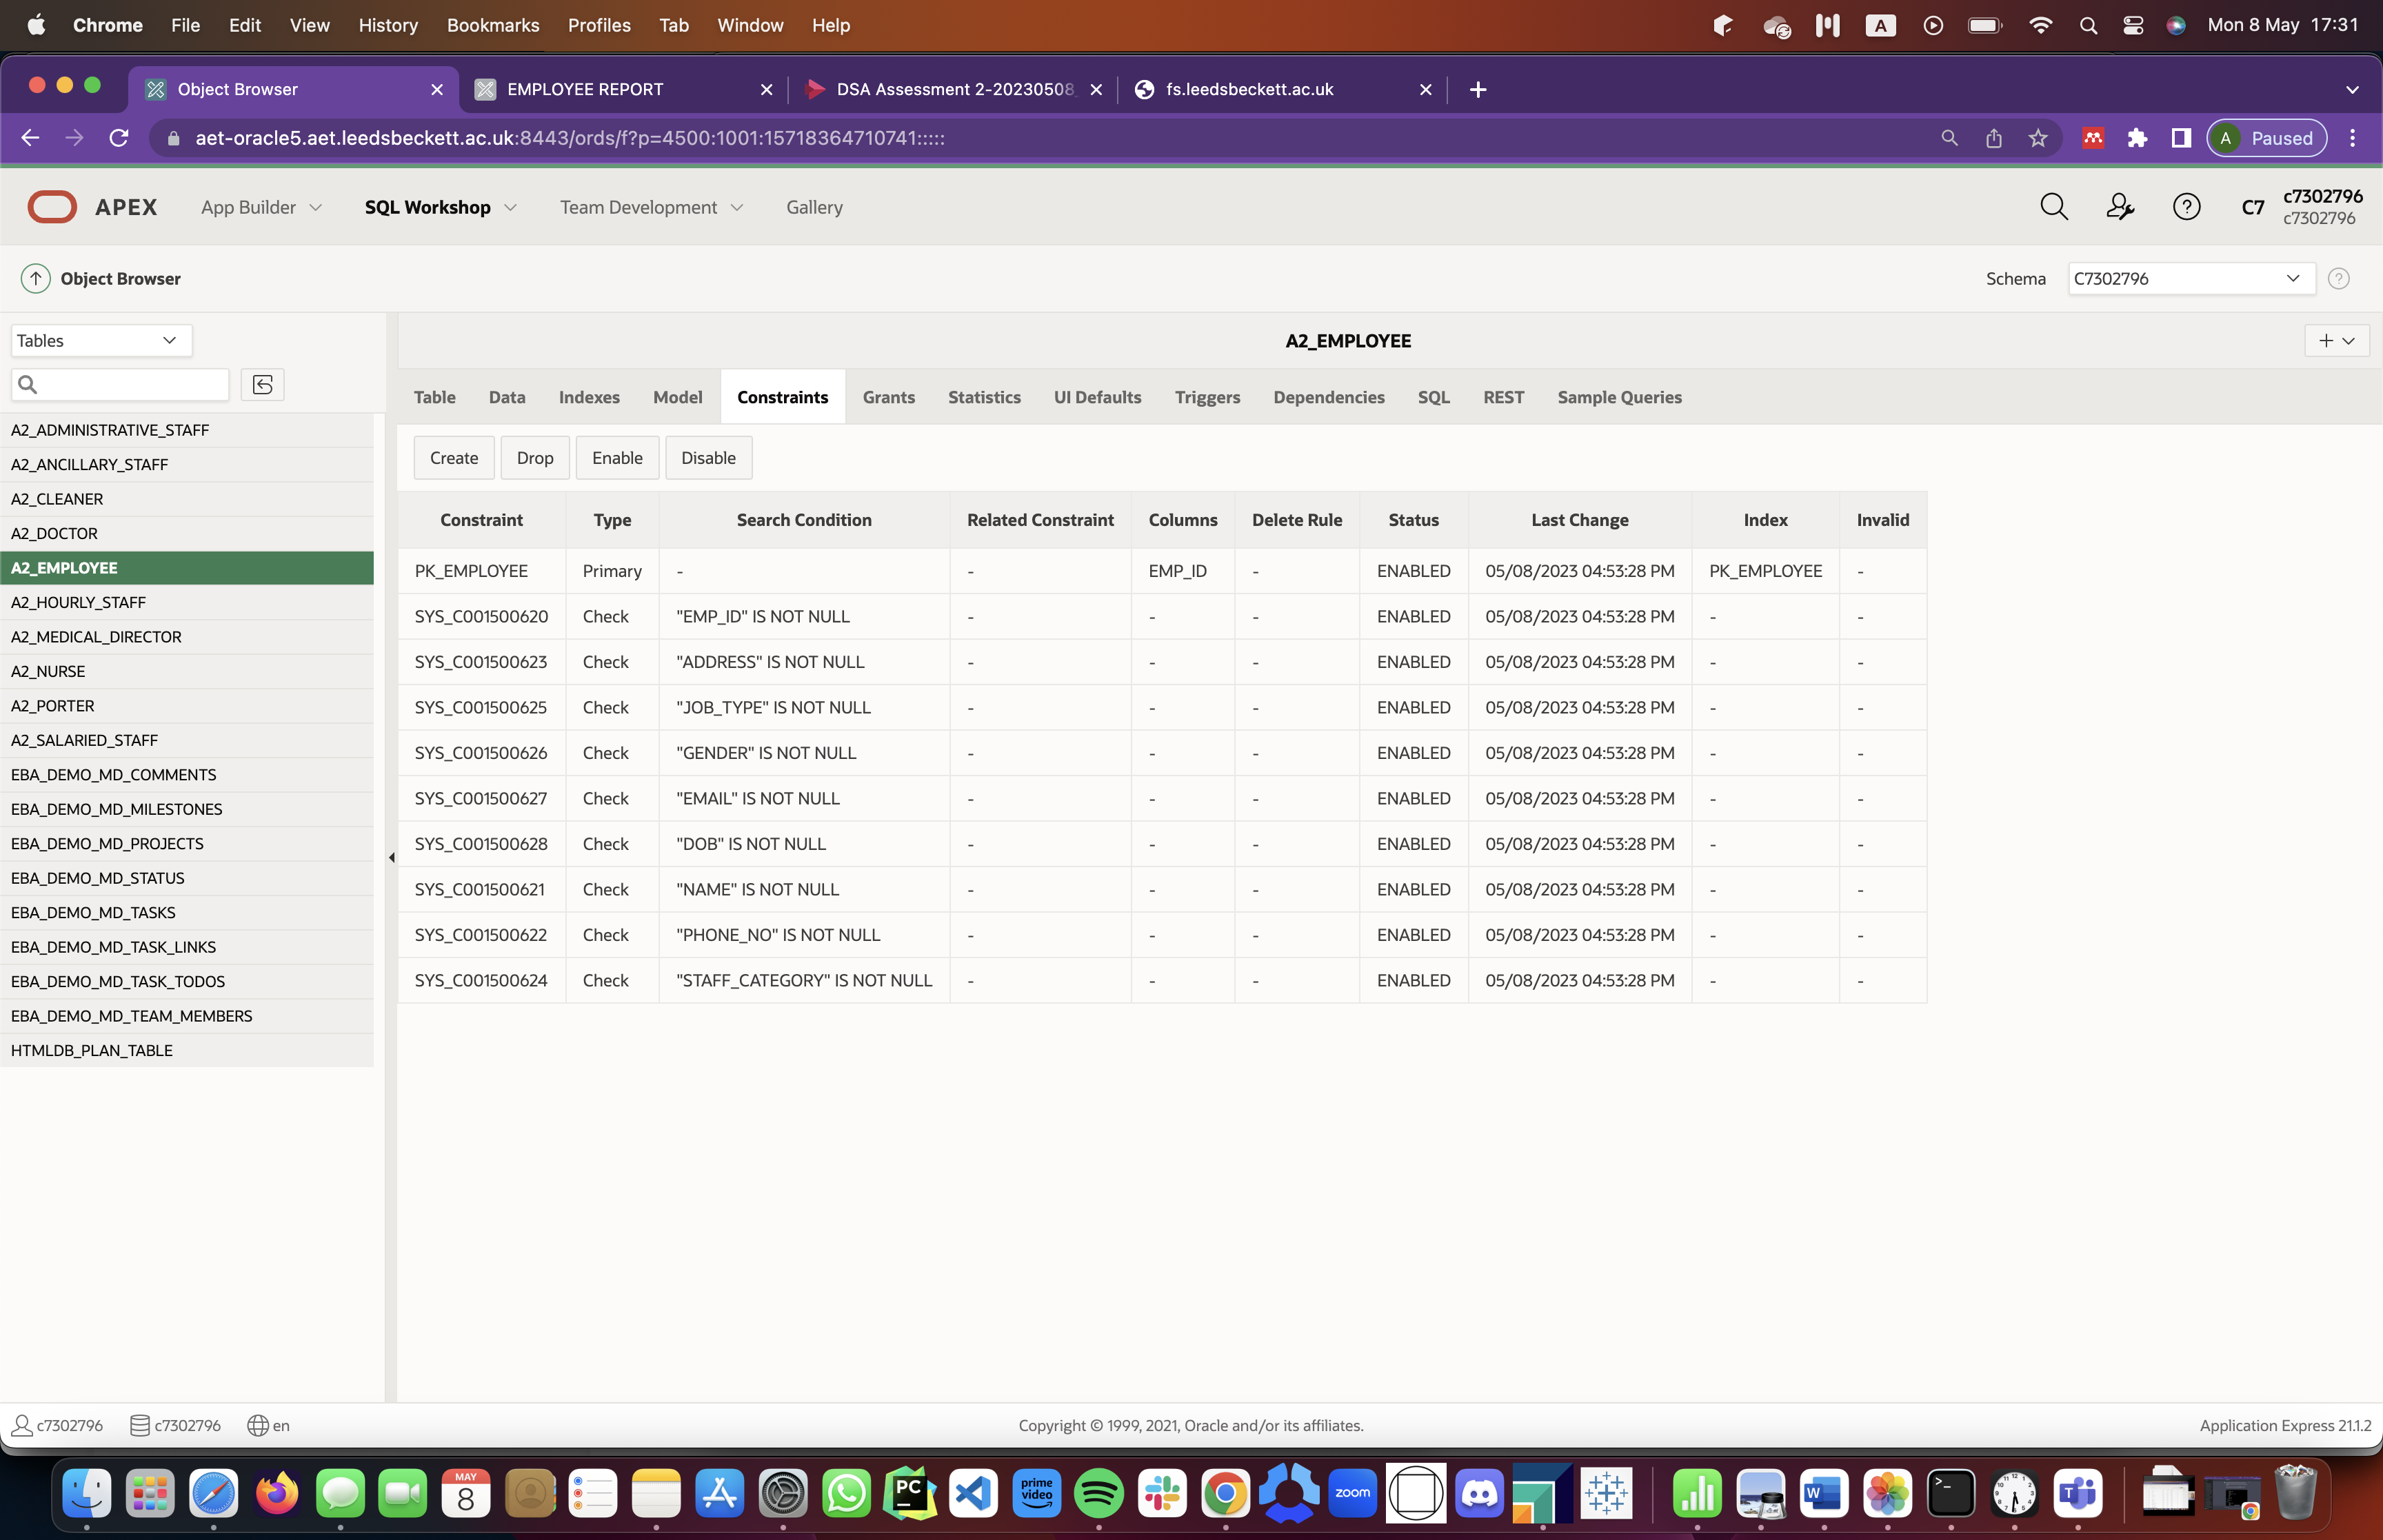 Chrome File Edit View History Bookmarks Profiles Tab Window Help A Mon 8 May 17:31
Object Browser EMPLOYEE REPORT DSA Assessment 2-20230508 fs.leedsbeckett.ac.uk
aet-oracle5.aet.leedsbeckett.ac.uk:8443/ords/f?p=4500:1001:15718364710741::::: A Paused
APEX App Builder SQL Workshop Team Development Gallery C7 c7302796
c7302796
Object Browser Schema C7302796
Tables A2_EMPLOYEE
Table Data Indexes Model Constraints Grants Statistics UI Defaults Triggers Dependencies SQL REST Sample Queries
Create Drop Enable Disable
A2_ADMINISTRATIVE_STAFF
A2_ANCILLARY_STAFF
A2_CLEANER
A2_DOCTOR
A2_EMPLOYEE
A2_HOURLY_STAFF
A2_MEDICAL_DIRECTOR
A2_NURSE
A2_PORTER
A2_SALARIED_STAFF
EBA_DEMO_MD_COMMENTS
EBA_DEMO_MD_MILESTONES
EBA_DEMO_MD_PROJECTS
EBA_DEMO_MD_STATUS
EBA_DEMO_MD_TASKS
EBA_DEMO_MD_TASK_LINKS
EBA_DEMO_MD_TASK_TODOS
EBA_DEMO_MD_TEAM_MEMBERS
HTMLDB_PLAN_TABLE
Constraint Type Search Condition Related Constraint Columns Delete Rule Status Last Change Index Invalid
PK_EMPLOYEE Primary - - EMP_ID - ENABLED 05/08/2023 04:53:28 PM PK_EMPLOYEE -
SYS_C001500620 Check "EMP_ID" IS NOT NULL - - - ENABLED 05/08/2023 04:53:28 PM - -
SYS_C001500623 Check "ADDRESS" IS NOT NULL - - - ENABLED 05/08/2023 04:53:28 PM - -
SYS_C001500625 Check "JOB_TYPE" IS NOT NULL - - - ENABLED 05/08/2023 04:53:28 PM - -
SYS_C001500626 Check "GENDER" IS NOT NULL - - - ENABLED 05/08/2023 04:53:28 PM - -
SYS_C001500627 Check "EMAIL" IS NOT NULL - - - ENABLED 05/08/2023 04:53:28 PM - -
SYS_C001500628 Check "DOB" IS NOT NULL - - - ENABLED 05/08/2023 04:53:28 PM - -
SYS_C001500621 Check "NAME" IS NOT NULL - - - ENABLED 05/08/2023 04:53:28 PM - -
SYS_C001500622 Check "PHONE_NO" IS NOT NULL - - - ENABLED 05/08/2023 04:53:28 PM - -
SYS_C001500624 Check "STAFF_CATEGORY" IS NOT NULL - - - ENABLED 05/08/2023 04:53:28 PM - -
c7302796 c7302796 en Copyright © 1999, 2021, Oracle and/or its affiliates. Application Express 21.1.2
MAY
8
PC
prime video
zoom
W
T